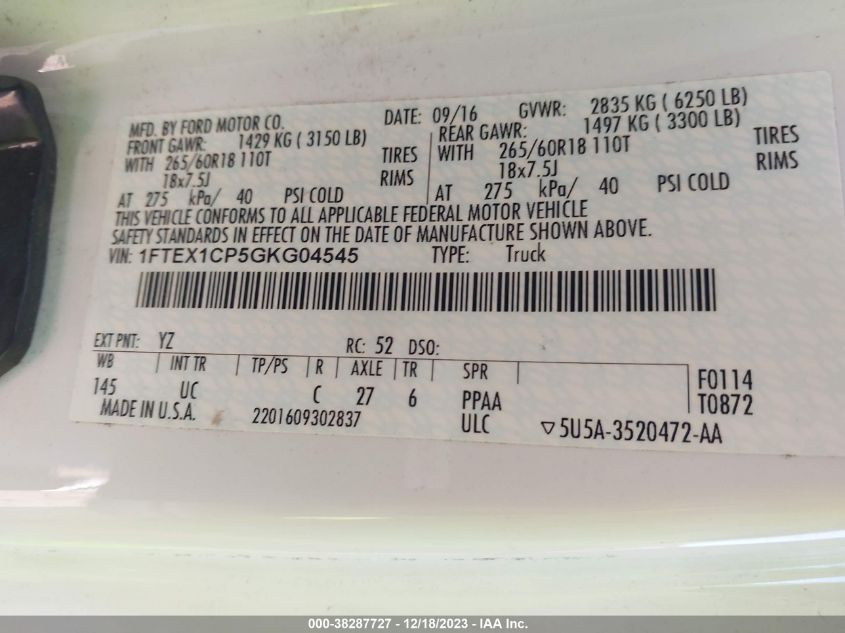 MFD. BY FORD MOTOR CO. DATE: 09/16 GVWR: 2835 KG ( 6250 LB)
FRONT GAWR: 1429 KG ( 3150 LB) REAR GAWR: 1497 KG ( 3300 LB)
WITH 265/60R18 110T TIRES WITH 265/60R18 110T TIRES
18x7.5J RIMS 18x7.5J RIMS
AT 275 kPa/ 40 PSI COLD AT 275 kPa/ 40 PSI COLD
THIS VEHICLE CONFORMS TO ALL APPLICABLE FEDERAL MOTOR VEHICLE
SAFETY STANDARDS IN EFFECT ON THE DATE OF MANUFACTURE SHOWN ABOVE.
VIN: 1FTEX1CP5GKG04545 TYPE: Truck
EXT PNT: YZ RC: 52 DSO:
WB INT TR TP/PS R AXLE TR SPR
145 UC C 27 6 PPAA F0114
MADE IN U.S.A. 2201609302837 ULC T0872
▽5U5A-3520472-AA
000-38287727 - 12/18/2023 - IAA Inc.